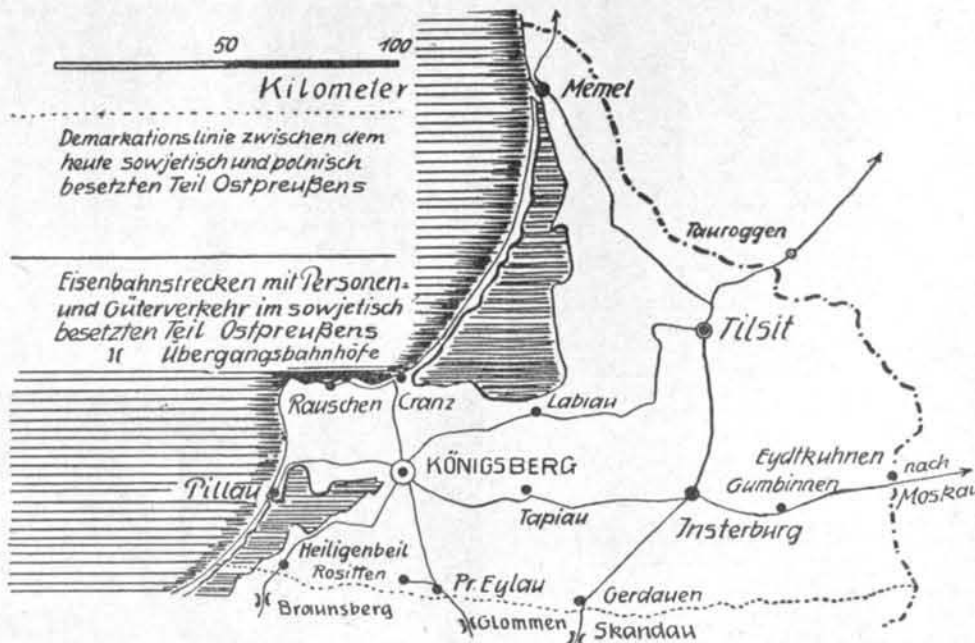 50 100
Kilometer
Demarkationslinie zwischen dem
heute sowjetisch und polnisch
besetzten Teil Ostpreußens
Eisenbahnstrecken mit Personen-
und Güterverkehr im sowjetisch
besetzten Teil Ostpreußens
Übergangsbahnhöfe
Memel
Tauroggen
Tilsit
Rauschen
Cranz
Labiau
KÖNIGSBERG
Pillau
Tapiau
Eydtkuhnen
Gumbinnen
nach
Moskau
Insterburg
Heiligenbeil
Rositten
Pr. Eylau
Braunsberg
Glommen
Gerdauen
Skandau